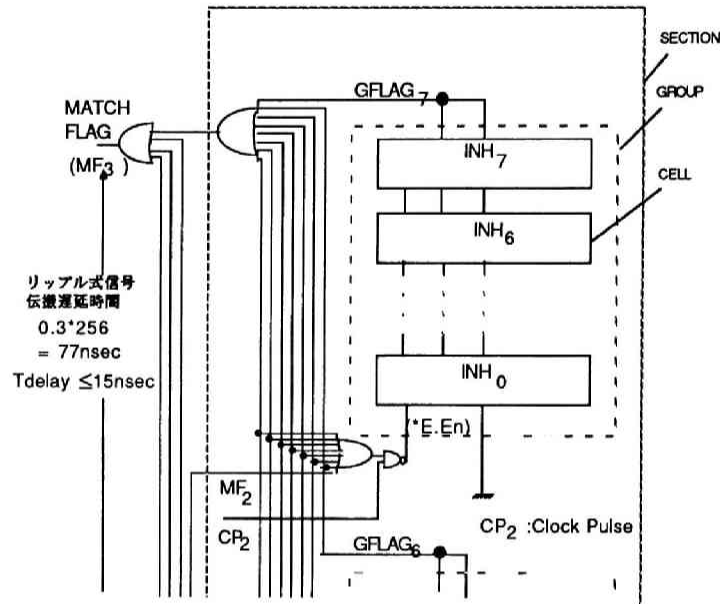 SECTION
GROUP
CELL
GFLAG7
MATCH
FLAG
(MF3)
INH7
INH6
リップル式信号
伝搬遅延時間
0.3*256
= 77nsec
Tdelay ≤15nsec
INH0
(*E.En)
MF2
CP2
CP2 :Clock Pulse
GFLAG6